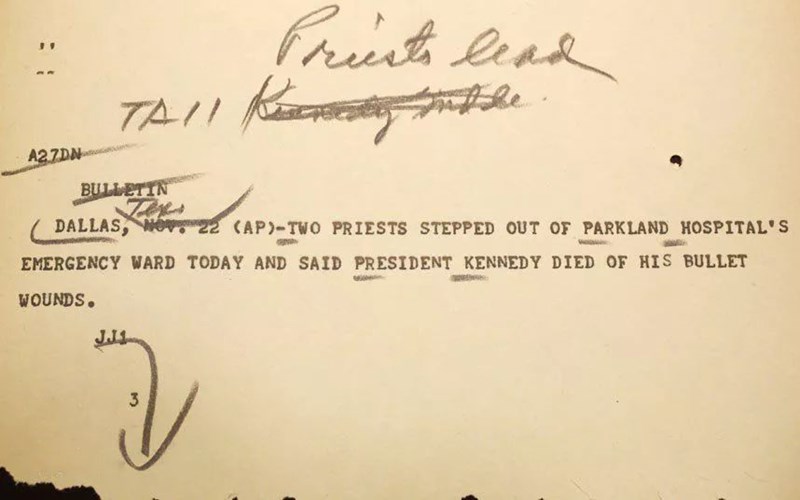 "
--
Priests lead
TA11 Kennedy
A27DN
BULLETIN
Tex.
DALLAS, NOV. 22 (AP)-TWO PRIESTS STEPPED OUT OF PARKLAND HOSPITAL'S
EMERGENCY WARD TODAY AND SAID PRESIDENT KENNEDY DIED OF HIS BULLET
WOUNDS.
JJ1
3